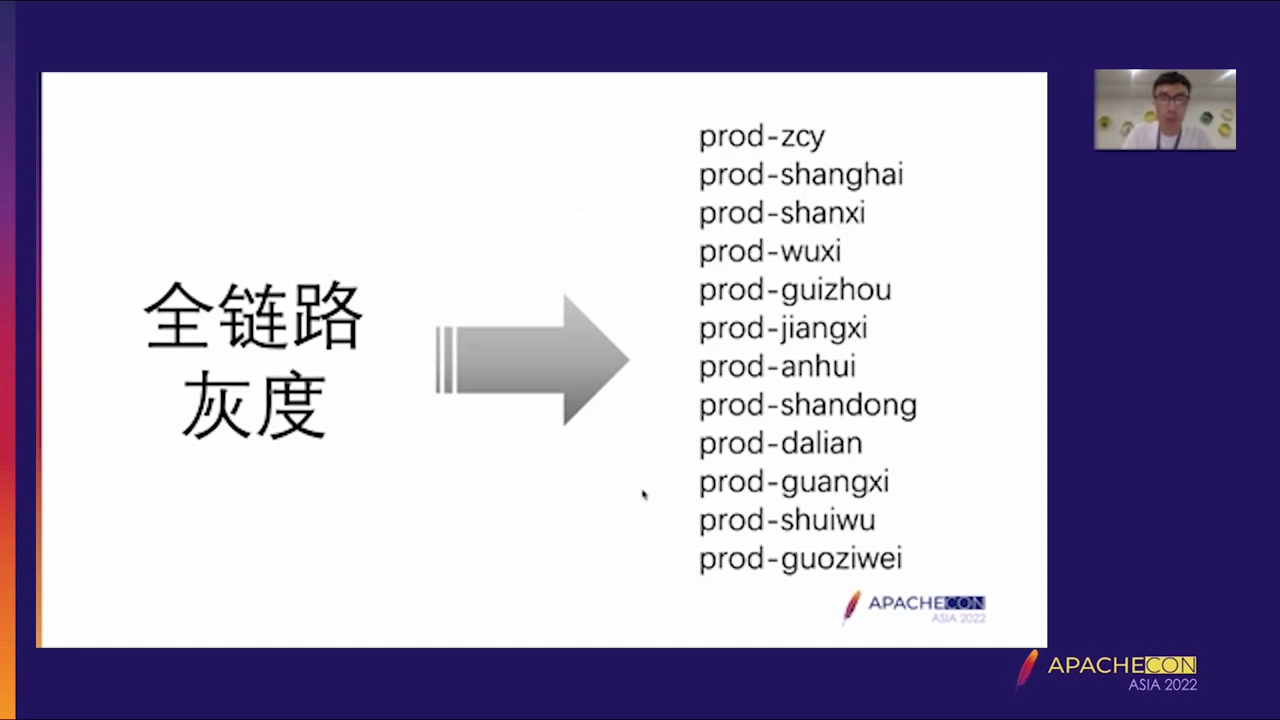 全链路
灰度
prod-zcy
prod-shanghai
prod-shanxi
prod-wuxi
prod-guizhou
prod-jiangxi
prod-anhui
prod-shandong
prod-dalian
prod-guangxi
prod-shuiwu
prod-guoziwei
APACHECON
ASIA 2022
APACHECON
ASIA 2022